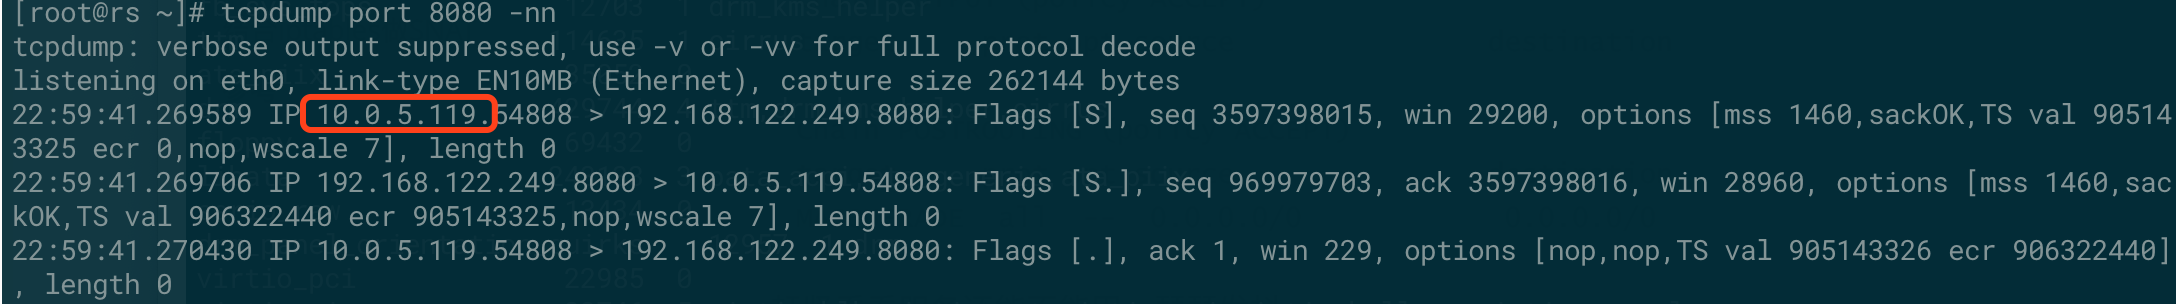 [root@rs ~]# tcpdump port 8080 -nn
tcpdump: verbose output suppressed, use -v or -vv for full protocol decode
listening on eth0, link-type EN10MB (Ethernet), capture size 262144 bytes
22:59:41.269589 IP 10.0.5.119.54808 > 192.168.122.249.8080: Flags [S], seq 3597398015, win 29200, options [mss 1460,sackOK,TS val 90514
3325 ecr 0,nop,wscale 7], length 0
22:59:41.269706 IP 192.168.122.249.8080 > 10.0.5.119.54808: Flags [S.], seq 969979703, ack 3597398016, win 28960, options [mss 1460,sac
kOK,TS val 906322440 ecr 905143325,nop,wscale 7], length 0
22:59:41.270430 IP 10.0.5.119.54808 > 192.168.122.249.8080: Flags [.], ack 1, win 229, options [nop,nop,TS val 905143326 ecr 906322440]
, length 0